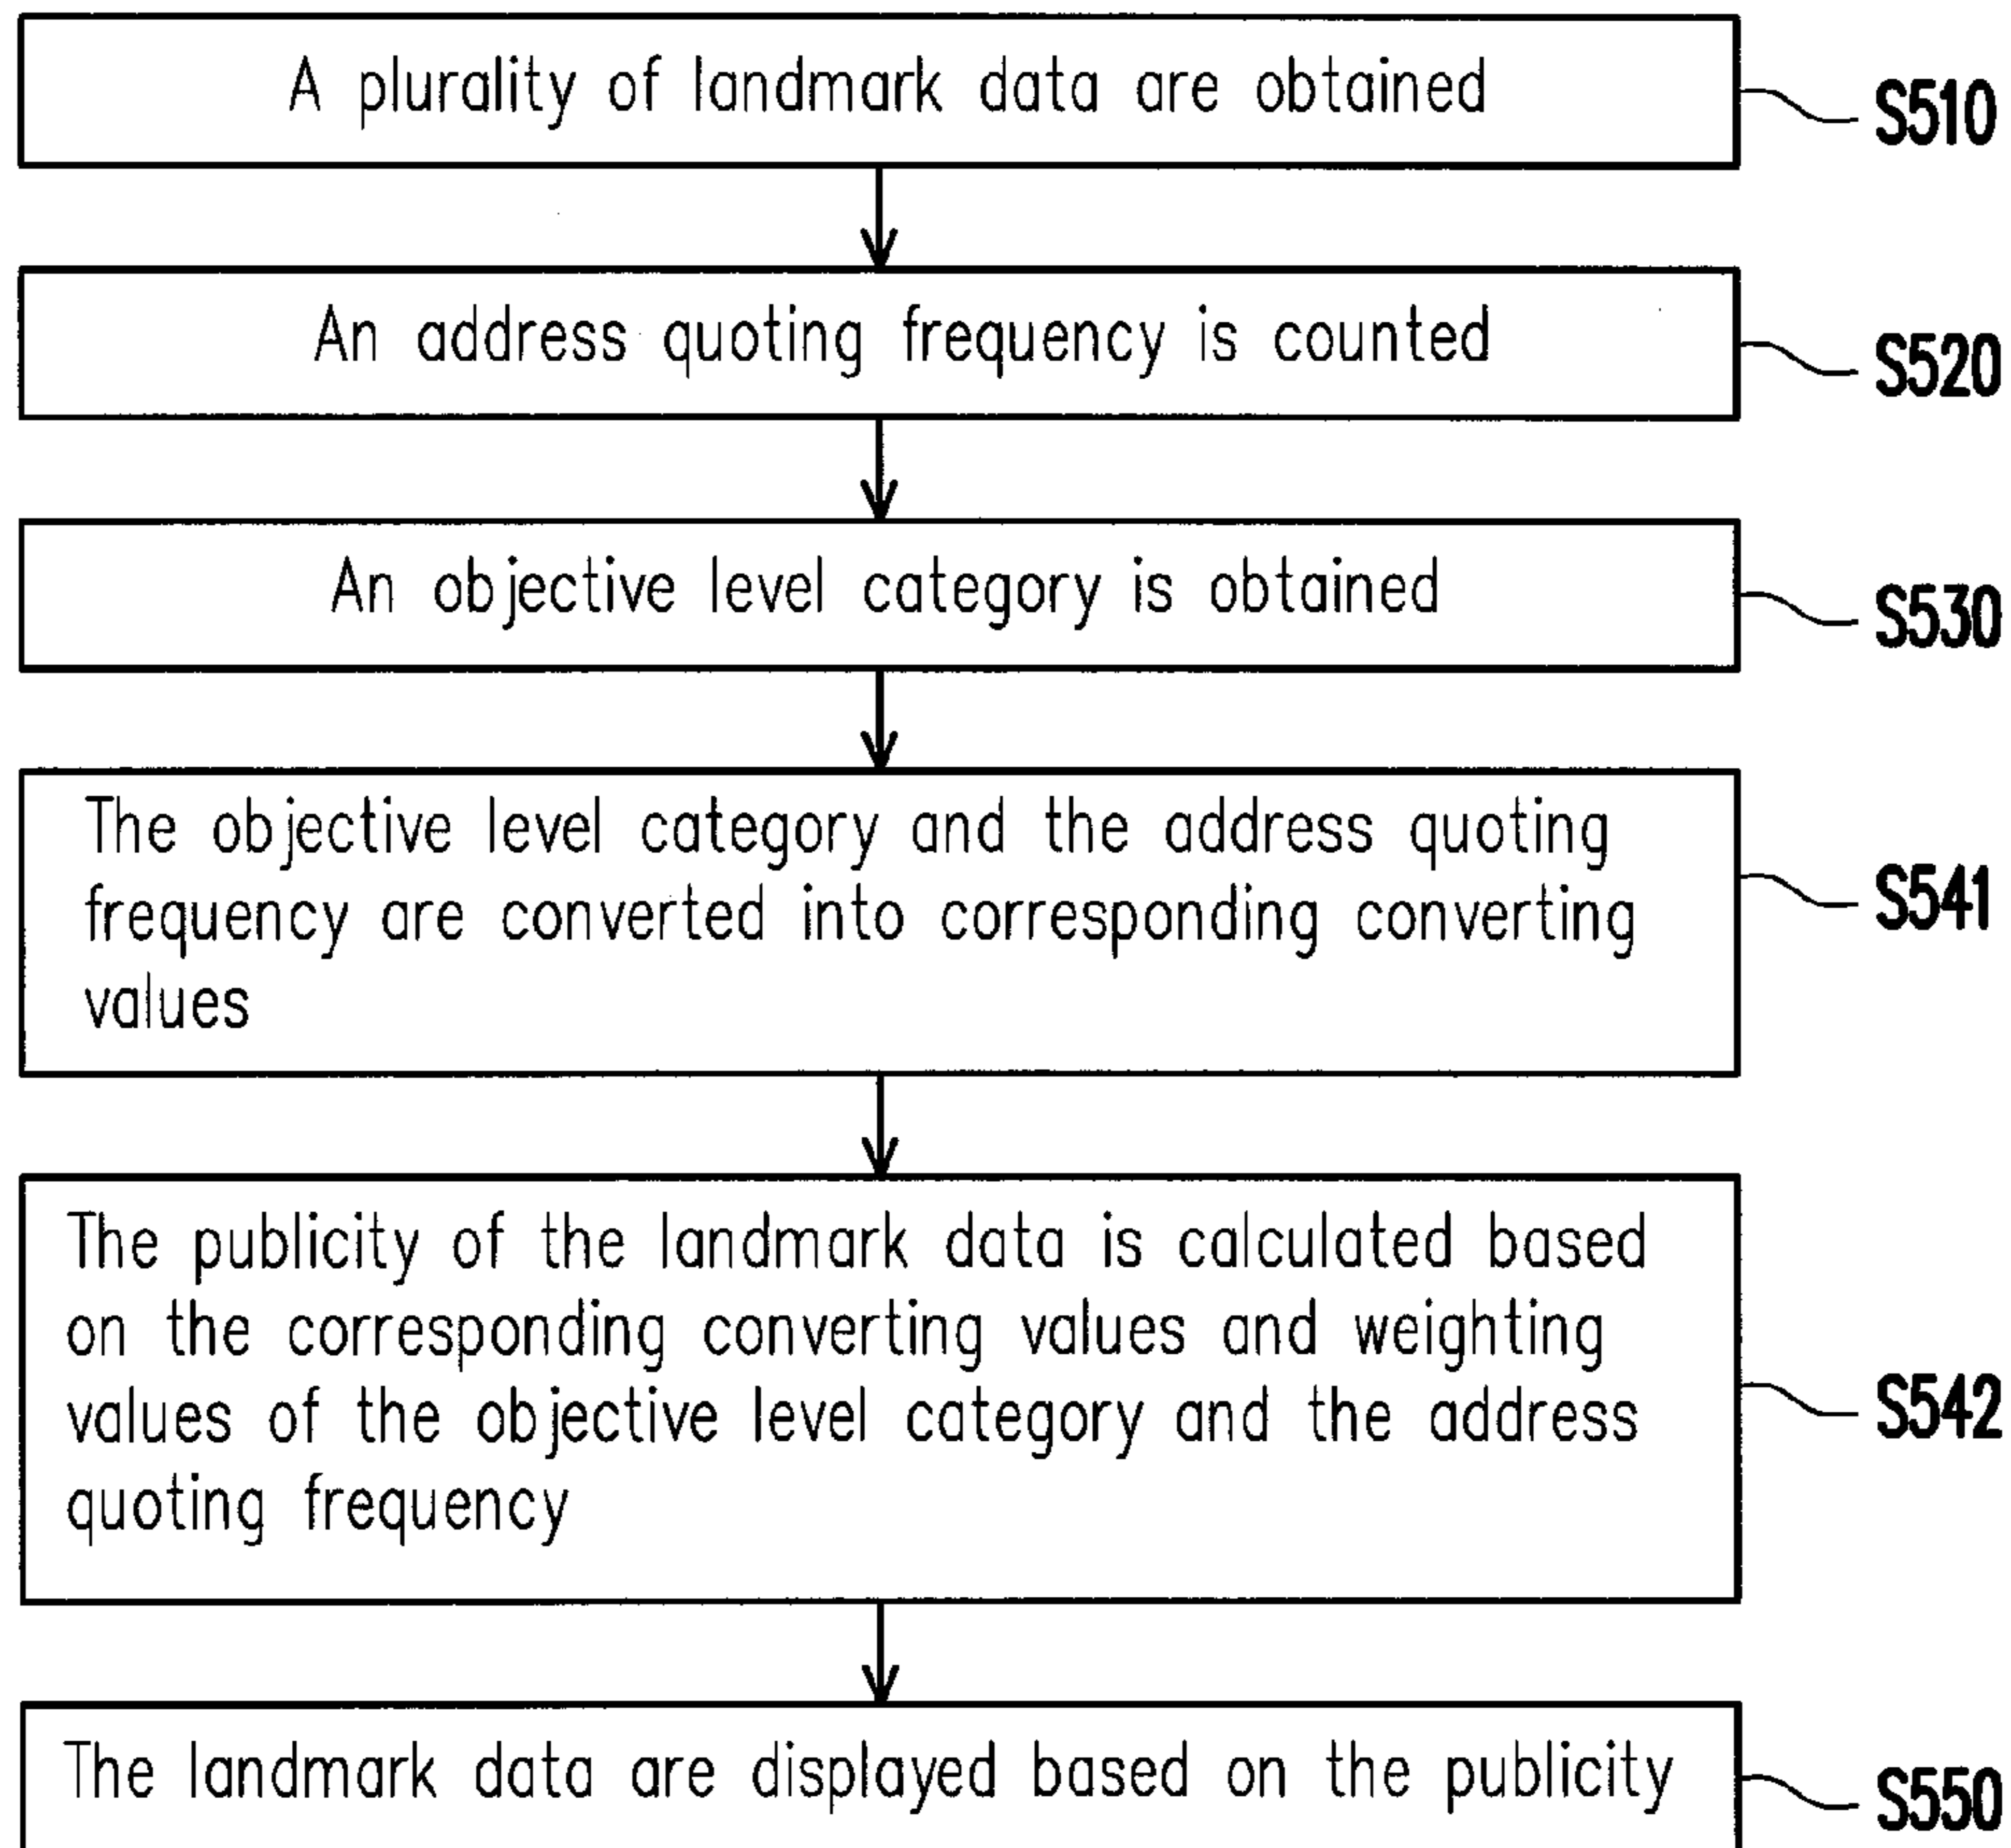 A plurality of landmark data are obtained
S510
An address quoting frequency is counted
S520
An objective level category is obtained
S530
The objective level category and the address quoting
frequency are converted into corresponding converting
values
S541
The publicity of the landmark data is calculated based
on the corresponding converting values and weighting
values of the objective level category and the address
quoting frequency
S542
The landmark data are displayed based on the publicity
S550